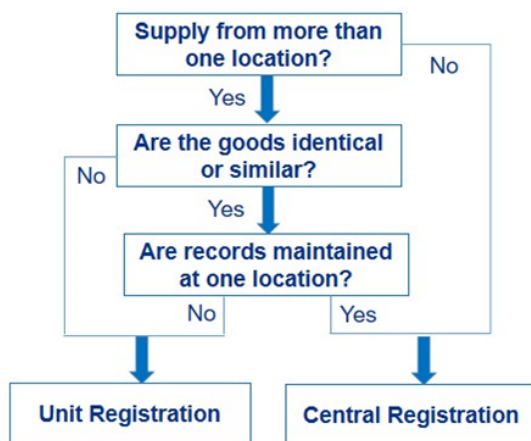 Supply from more than
one location?
No
Yes
Are the goods identical
or similar?
No
Yes
Are records maintained
at one location?
No
Yes
Unit Registration
Central Registration